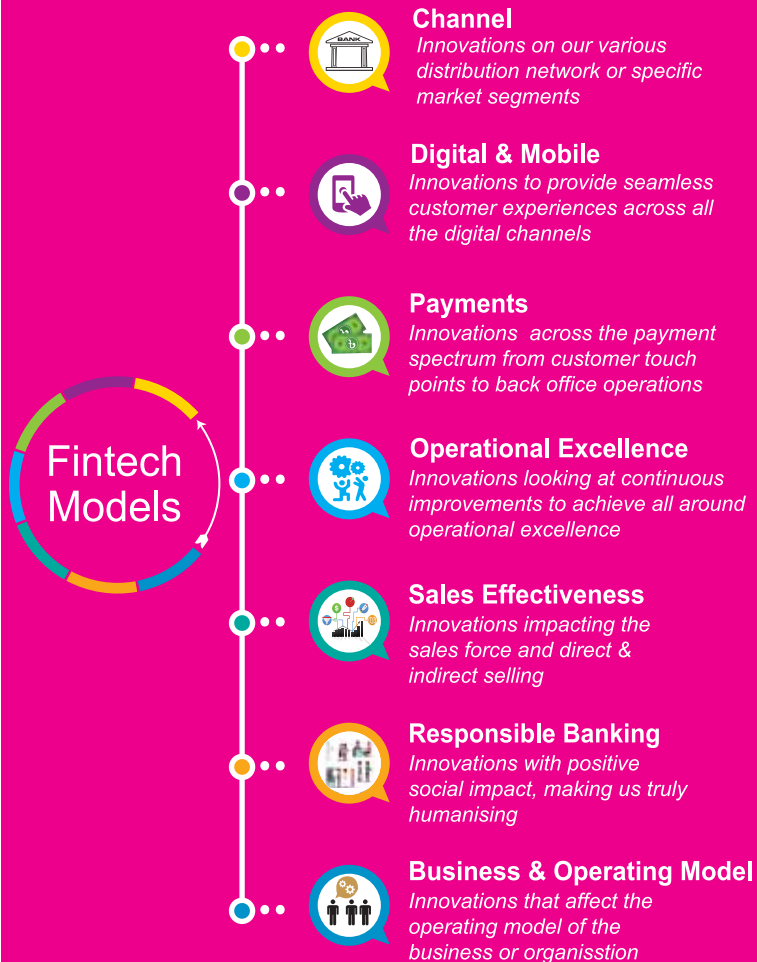 BANK
Channel
Innovations on our various
distribution network or specific
market segments
Digital & Mobile
Innovations to provide seamless
customer experiences across all
the digital channels
Payments
Innovations across the payment
spectrum from customer touch
points to back office operations
Fintech
Models
Operational Excellence
Innovations looking at continuous
improvements to achieve all around
operational excellence
Sales Effectiveness
Innovations impacting the
sales force and direct &
indirect selling
Responsible Banking
Innovations with positive
social impact, making us truly
humanising
Business & Operating Model
Innovations that affect the
operating model of the
business or organisstion